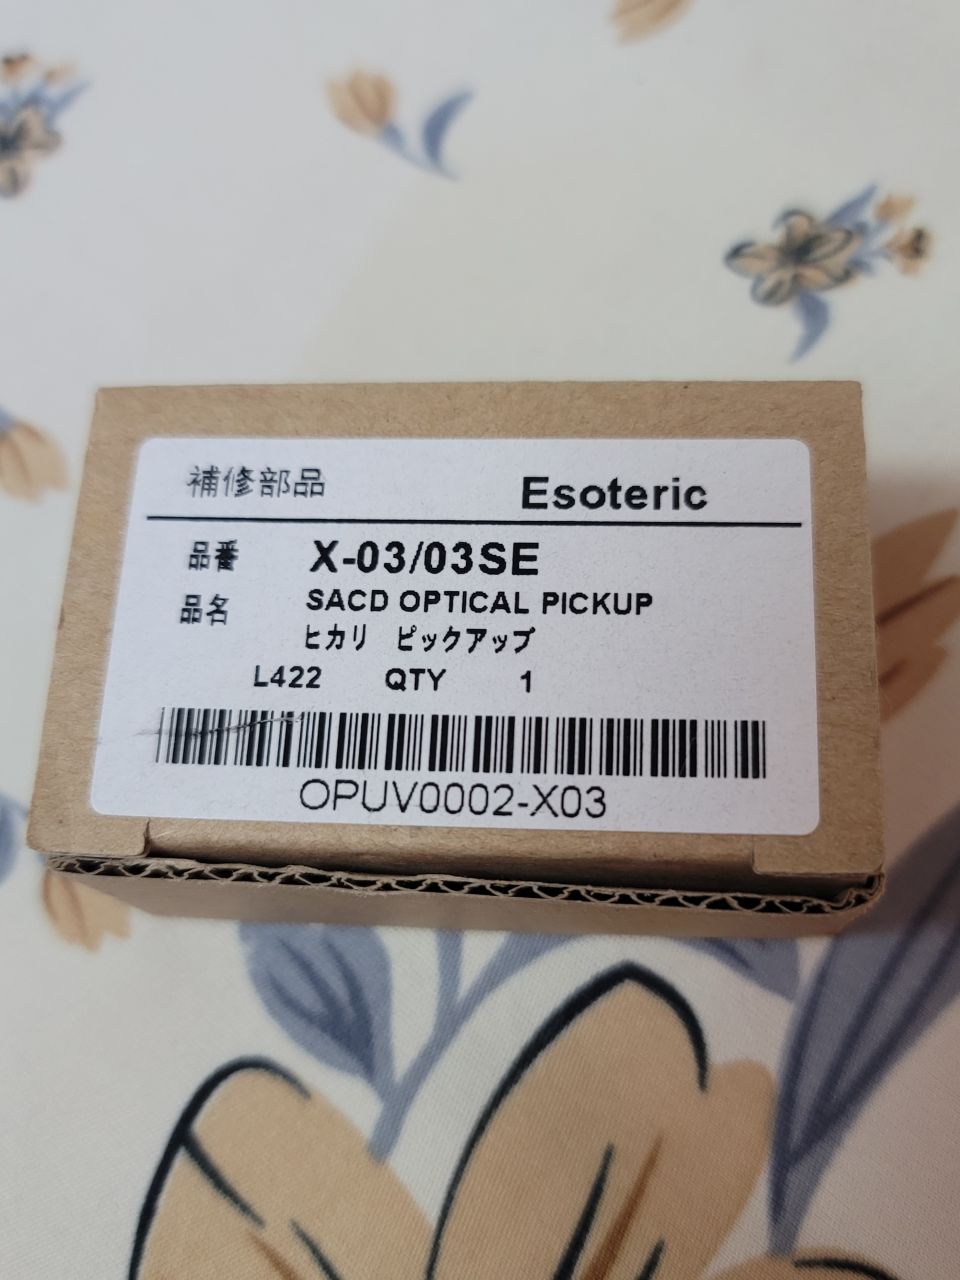 補修部品 Esoteric
品番 X-03/03SE
品名 SACD OPTICAL PICKUP
ヒカリ ピックアップ
L422 QTY 1
OPUV0002-X03